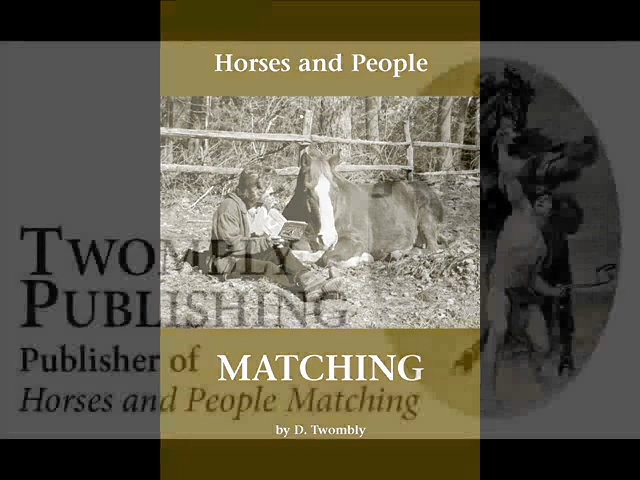 Horses and People
TWOMBLY
PUBLISHING
Publisher of
Horses and People Matching
MATCHING
by D. Twombly